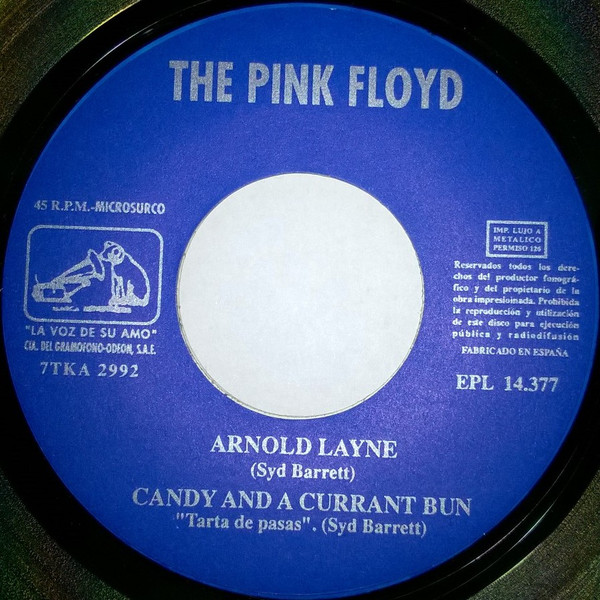 THE PINK FLOYD
45 R.P.M.-MICROSURCO
"LA VOZ DE SU AMO"
CIA. DEL GRAMOFONO-ODEON, S.A.E.
7TKA 2992
IMP. LUJO A
METALICO
PERMISO 126
Reservados todos los dere-
chos del productor fonográ-
fico y del propietario de la
obra impresionada. Prohibida
la reproducción y utilización
de este disco para ejecución
pública y radiodifusión
FABRICADO EN ESPAÑA
EPL 14.377
ARNOLD LAYNE
(Syd Barrett)
CANDY AND A CURRANT BUN
"Tarta de pasas". (Syd Barrett)